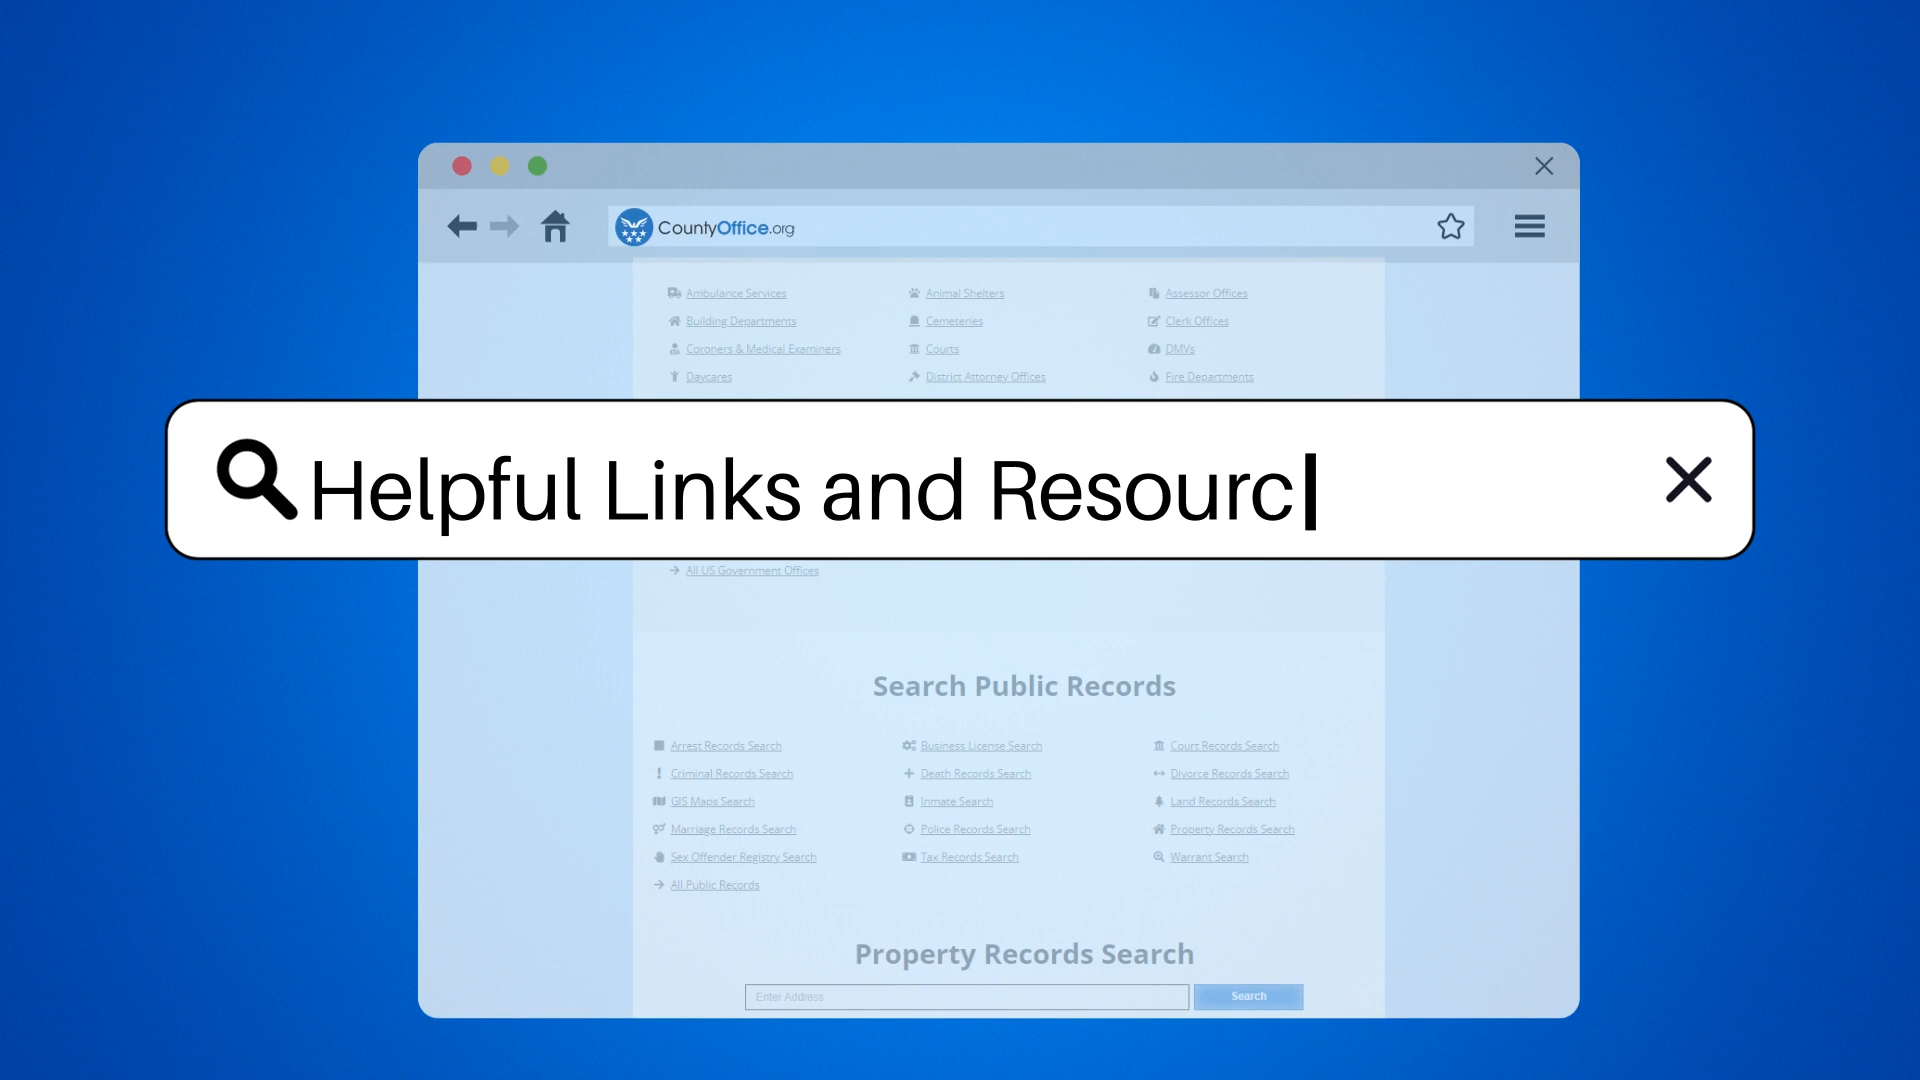 CountyOffice.org
Ambulance Services Animal Shelters Assessor Offices
Building Departments Cemeteries Clerk Offices
Coroners & Medical Examiners Courts DMVs
Daycares District Attorney Offices Fire Departments
Helpful Links and Resourc
All US Government Offices
Search Public Records
Arrest Records Search Business License Search Court Records Search
Criminal Records Search Death Records Search Divorce Records Search
GIS Maps Search Inmate Search Land Records Search
Marriage Records Search Police Records Search Property Records Search
Sex Offender Registry Search Tax Records Search Warrant Search
All Public Records
Property Records Search
Enter Address Search